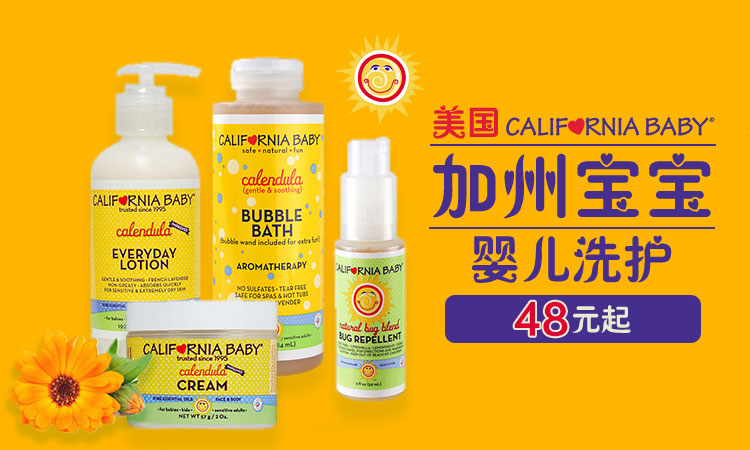 CALIFORNIA BABY
trusted since 1995
calendula
EVERYDAY
LOTION
GENTLE & SOOTHING • FRENCH LAVENDER
NON-GREASY • ABSORBS QUICKLY
FOR SENSITIVE & EXTREMELY DRY SKIN
CALIFORNIA BABY®
safe • natural • fun
calendula
(gentle & soothing)
BUBBLE
BATH
(bubble wand included for extra fun!)
AROMATHERAPY
NO SULFATES • TEAR FREE
SAFE FOR SPAS & HOT TUBS
CALIFORNIA BABY®
natural bug blend
BUG REPELLENT
CALIFORNIA BABY®
trusted since 1995
calendula
CREAM
PURE ESSENTIAL OILS
FACE & BODY
• for babies • kids •
• sensitive adults •
NET WT 57 g / 2 Oz.
美国 CALIFORNIA BABY®
加州宝宝
婴儿洗护
48元起